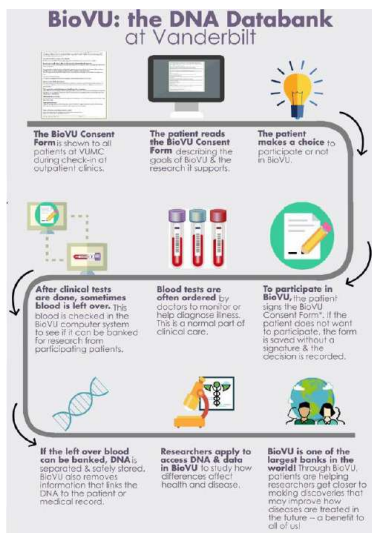 BioVU: the DNA Databank
at Vanderbilt
The BioVU Consent
Form is shown to all
patients at VUMC
during check-in at
outpatient clinics.
The patient reads
the BioVU Consent
Form describing the
goals of BioVU & the
research it supports.
The patient
makes a choice to
participate or not
in BioVU.
After clinical tests
are done, sometimes
blood is left over. This
blood is checked in the
BioVU computer system
to see if it can be banked
for research from
participating patients.
Blood tests are
often ordered by
doctors to monitor or
help diagnose illness.
This is a normal part of
clinical care.
To participate in
BioVU, the patient
signs the BioVU
Consent Form*. If the
patient does not want
to participate, the form
is saved without a
signature & the
decision is recorded.
If the left over blood
can be banked, DNA is
separated & safely stored.
BioVU also removes
information that links the
DNA to the patient or
medical record.
Researchers apply to
access DNA & data
in BioVU to study how
differences affect
health and disease.
BioVU is one of the
largest banks in the
world! Through BioVU,
patients are helping
researchers get closer to
making discoveries that
may improve how
diseases are treated in
the future -- a benefit to
all of us!